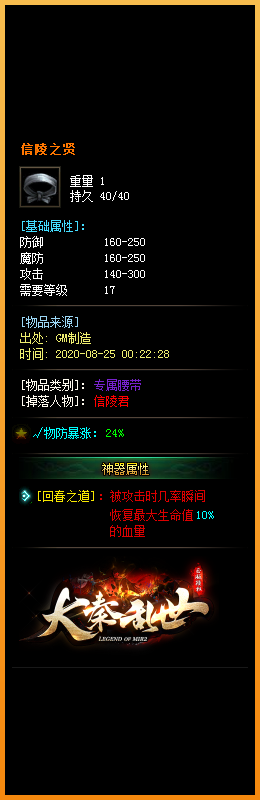 信陵之贤
重量 1
持久 40/40
[基础属性]:
防御 160-250
魔防 160-250
攻击 140-300
需要等级 17
[物品来源]
出处: GM制造
时间: 2020-08-25 00:22:28
[物品类别]: 专属腰带
[掉落人物]: 信陵君
√物防暴涨: 24%
神器属性
[回春之道]: 被攻击时几率瞬间
恢复最大生命值10%
的血量
大秦乱世
LEGEND OF MIR2